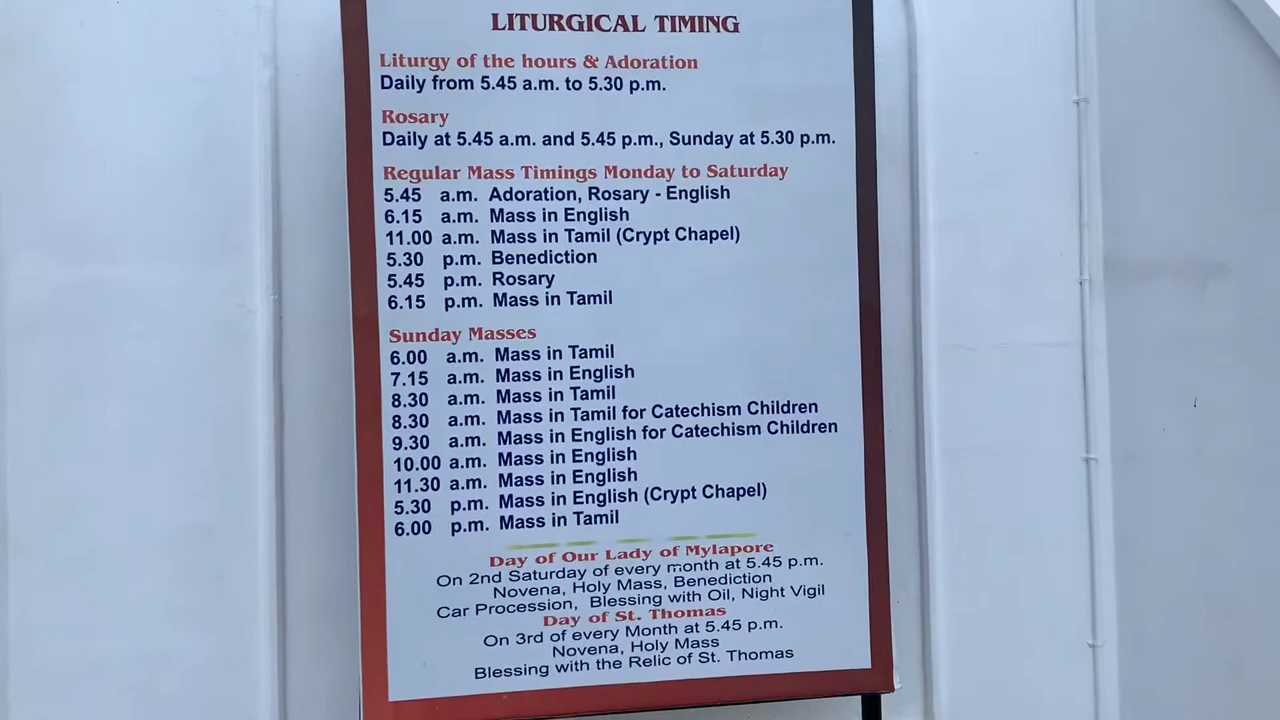 LITURGICAL TIMING
Liturgy of the hours & Adoration
Daily from 5.45 a.m. to 5.30 p.m.
Rosary
Daily at 5.45 a.m. and 5.45 p.m., Sunday at 5.30 p.m.
Regular Mass Timings Monday to Saturday
5.45 a.m. Adoration, Rosary - English
6.15 a.m. Mass in English
11.00 a.m. Mass in Tamil (Crypt Chapel)
5.30 p.m. Benediction
5.45 p.m. Rosary
6.15 p.m. Mass in Tamil
Sunday Masses
6.00 a.m. Mass in Tamil
7.15 a.m. Mass in English
8.30 a.m. Mass in Tamil
8.30 a.m. Mass in Tamil for Catechism Children
9.30 a.m. Mass in English for Catechism Children
10.00 a.m. Mass in English
11.30 a.m. Mass in English
5.30 p.m. Mass in English (Crypt Chapel)
6.00 p.m. Mass in Tamil
Day of Our Lady of Mylapore
On 2nd Saturday of every month at 5.45 p.m.
Novena, Holy Mass, Benediction
Car Procession, Blessing with Oil, Night Vigil
Day of St. Thomas
On 3rd of every Month at 5.45 p.m.
Novena, Holy Mass
Blessing with the Relic of St. Thomas